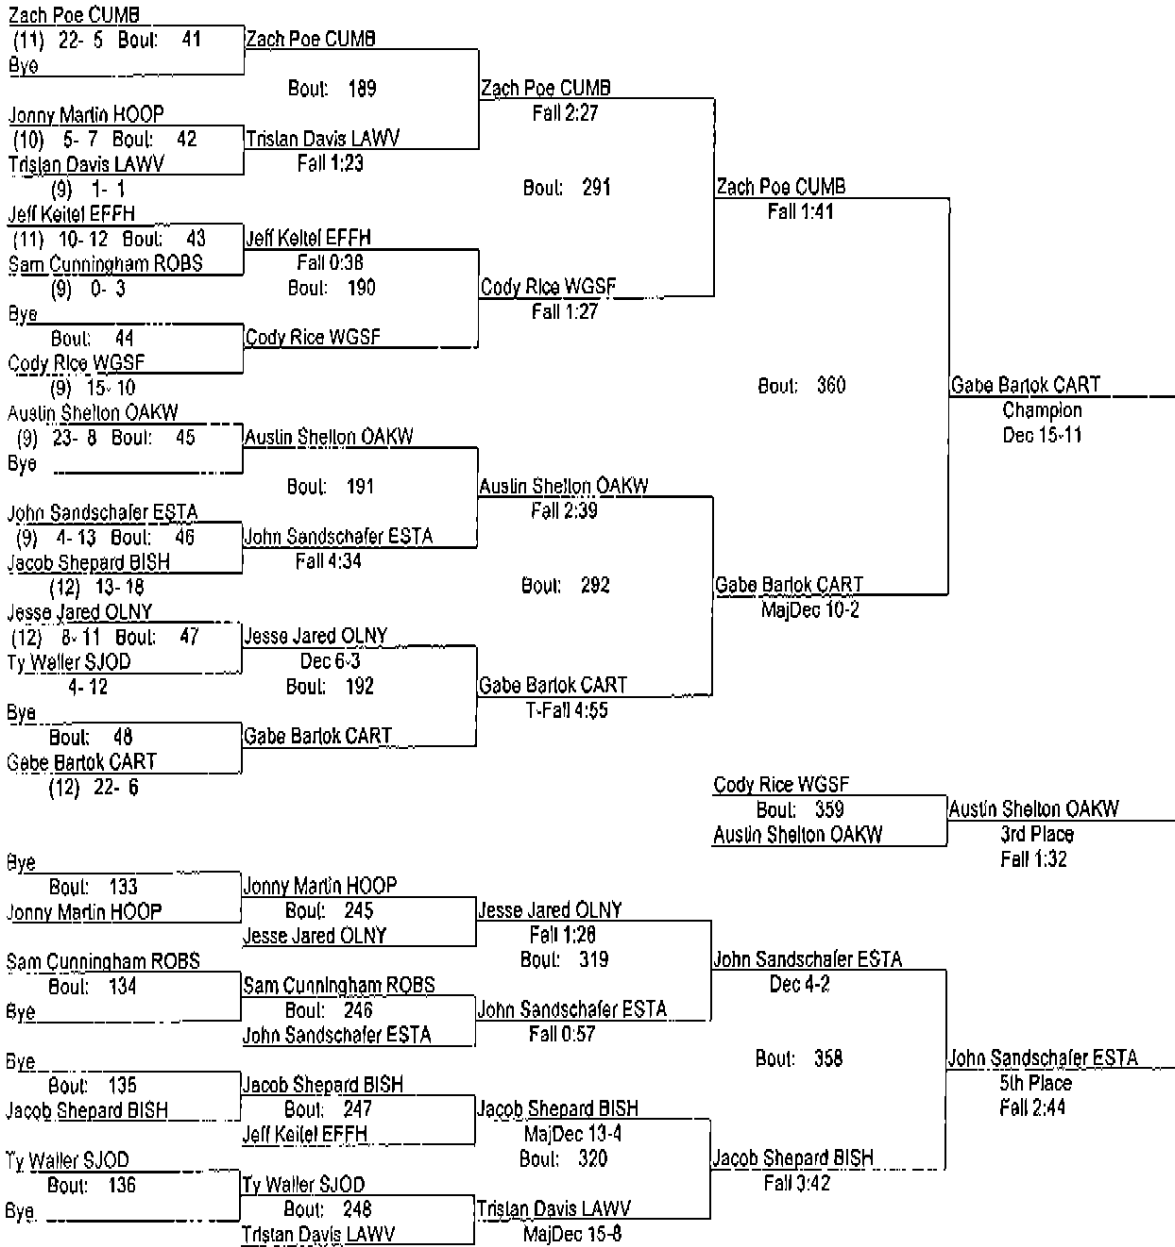 Zach Poe CUMB
(11) 22- 5 Bout: 41
Bye
Zach Poe CUMB
Bout: 189
Jonny Martin HOOP
(10) 5- 7 Bout: 42
Tristan Davis LAWV
(9) 1- 1
Tristan Davis LAWV
Fall 1:23
Zach Poe CUMB
Fall 2:27
Bout: 291
Jeff Keitel EFFH
(11) 10- 12 Bout: 43
Sam Cunningham ROBS
(9) 0- 3
Jeff Keitel EFFH
Fall 0:38
Bout: 190
Bye
Bout: 44
Cody Rice WGSF
(9) 15- 10
Cody Rice WGSF
Cody Rice WGSF
Fall 1:27
Zach Poe CUMB
Fall 1:41
Bout: 360
Austin Shelton OAKW
(9) 23- 8 Bout: 45
Bye
Austin Shelton OAKW
Bout: 191
John Sandschafer ESTA
(9) 4- 13 Bout: 46
Jacob Shepard BISH
(12) 13- 18
John Sandschafer ESTA
Fall 4:34
Austin Shelton OAKW
Fall 2:39
Bout: 292
Jesse Jared OLNY
(12) 8- 11 Bout: 47
Ty Waller SJOD
4- 12
Jesse Jared OLNY
Dec 6-3
Bout: 192
Bye
Bout: 48
Gabe Bartok CART
(12) 22- 6
Gabe Bartok CART
Gabe Bartok CART
T-Fall 4:55
Gabe Bartok CART
MajDec 10-2
Gabe Bartok CART
Champion
Dec 15-11
Cody Rice WGSF
Bout: 359
Austin Shelton OAKW
Austin Shelton OAKW
3rd Place
Fall 1:32
Bye
Bout: 133
Jonny Martin HOOP
Jonny Martin HOOP
Bout: 245
Jesse Jared OLNY
Jesse Jared OLNY
Fall 1:26
Bout: 319
Sam Cunningham ROBS
Bout: 134
Bye
Sam Cunningham ROBS
Bout: 246
John Sandschafer ESTA
John Sandschafer ESTA
Fall 0:57
John Sandschafer ESTA
Dec 4-2
Bout: 358
Bye
Bout: 135
Jacob Shepard BISH
Jacob Shepard BISH
Bout: 247
Jeff Keitel EFFH
Jacob Shepard BISH
MajDec 13-4
Bout: 320
Ty Waller SJOD
Bout: 136
Bye
Ty Waller SJOD
Bout: 248
Tristan Davis LAWV
Tristan Davis LAWV
MajDec 15-8
Jacob Shepard BISH
Fall 3:42
John Sandschafer ESTA
5th Place
Fall 2:44